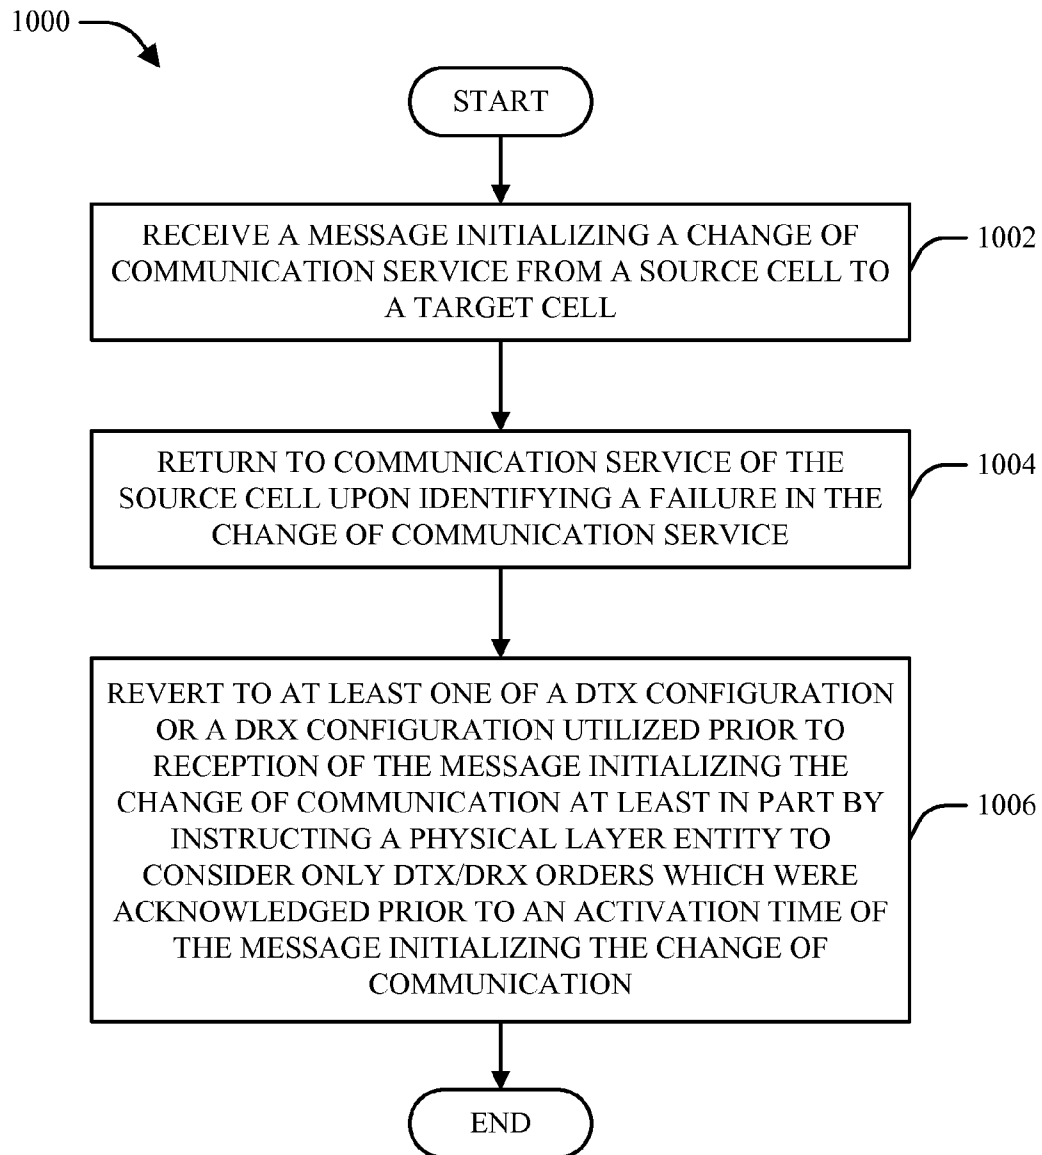 1000
START
RECEIVE A MESSAGE INITIALIZING A CHANGE OF
COMMUNICATION SERVICE FROM A SOURCE CELL TO
A TARGET CELL
1002
RETURN TO COMMUNICATION SERVICE OF THE
SOURCE CELL UPON IDENTIFYING A FAILURE IN THE
CHANGE OF COMMUNICATION SERVICE
1004
REVERT TO AT LEAST ONE OF A DTX CONFIGURATION
OR A DRX CONFIGURATION UTILIZED PRIOR TO
RECEPTION OF THE MESSAGE INITIALIZING THE
CHANGE OF COMMUNICATION AT LEAST IN PART BY
INSTRUCTING A PHYSICAL LAYER ENTITY TO
CONSIDER ONLY DTX/DRX ORDERS WHICH WERE
ACKNOWLEDGED PRIOR TO AN ACTIVATION TIME OF
THE MESSAGE INITIALIZING THE CHANGE OF
COMMUNICATION
1006
END